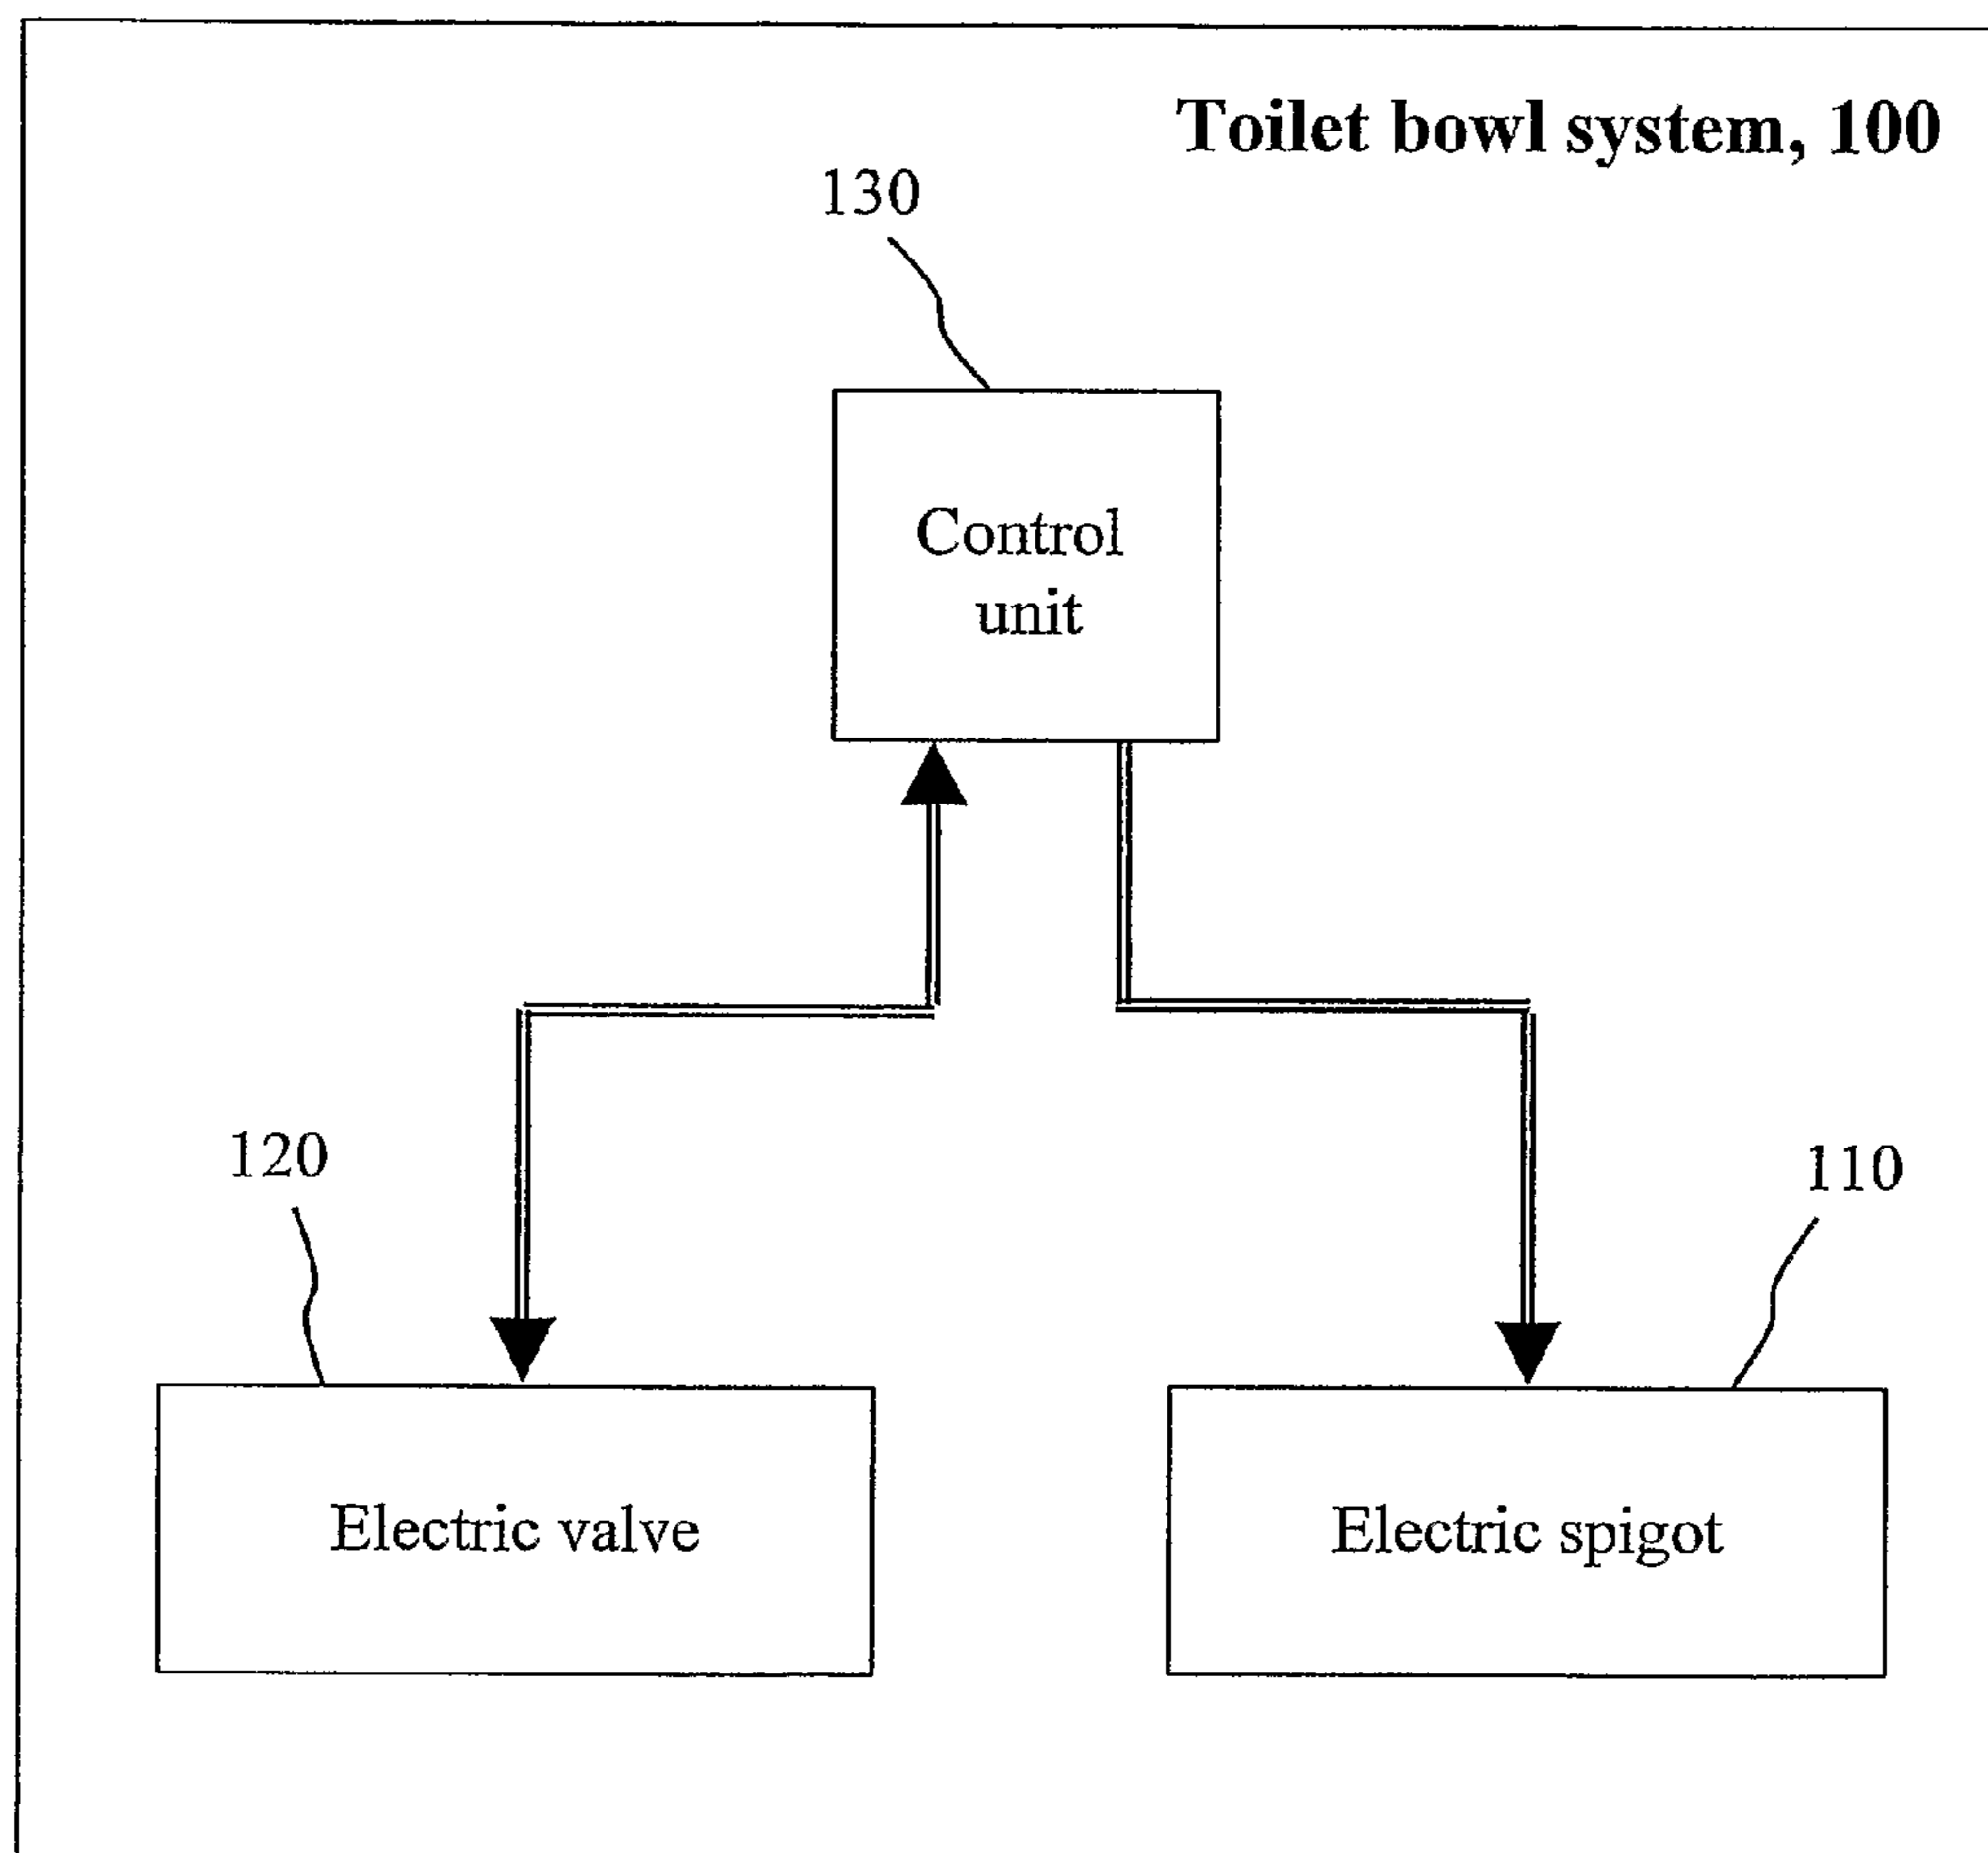 Toilet bowl system, 100
130
Control
unit
120
110
Electric valve
Electric spigot